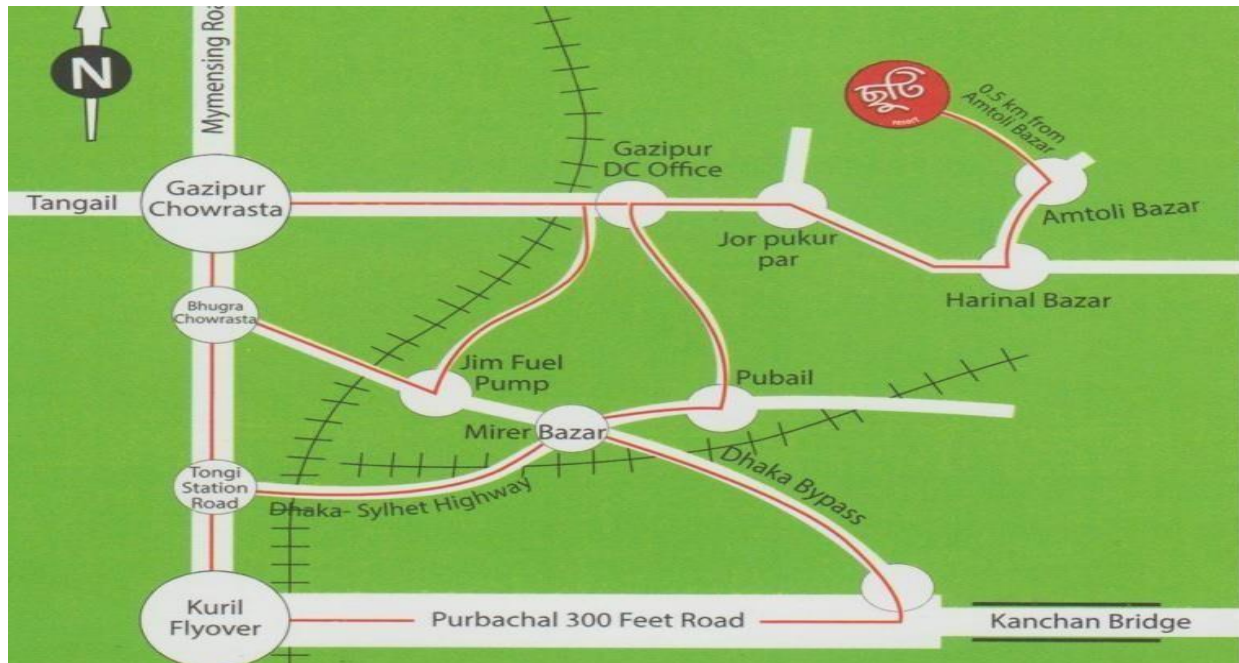 N
Mymensing Roa
Tangail
Gazipur
Chowrasta
Gazipur
DC Office
Jor pukur
par
ছুটি
resort
0.5 km from
Amtoli Bazar
Amtoli Bazar
Harinal Bazar
Bhugra
Chowrasta
Jim Fuel
Pump
Pubail
Mirer Bazar
Tongi
Station
Road
Dhaka- Sylhet Highway
Dhaka Bypass
Kuril
Flyover
Purbachal 300 Feet Road
Kanchan Bridge